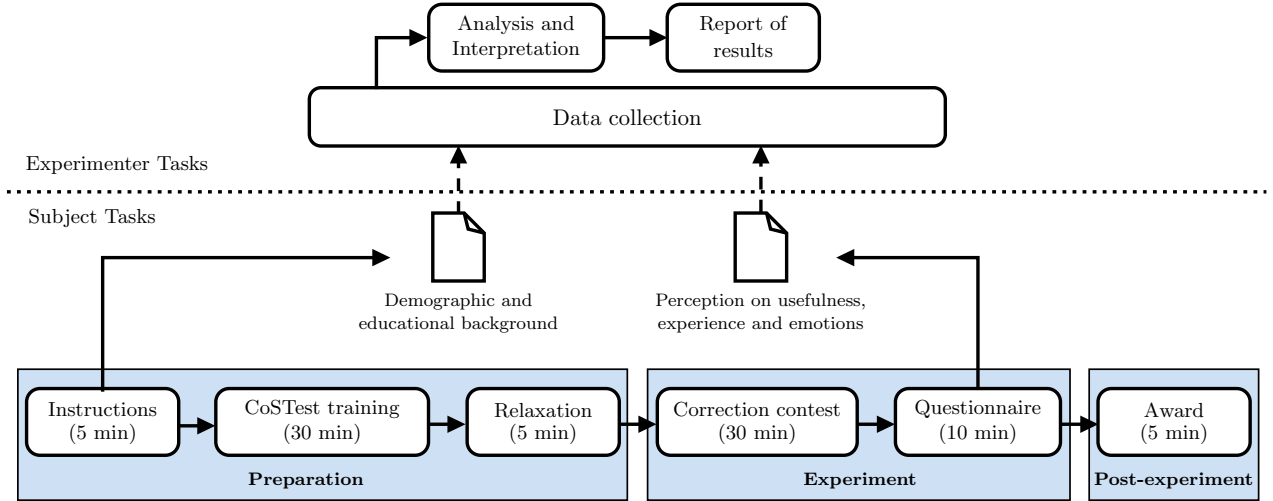 Analysis and
Interpretation
Report of
results
Data collection
Experimenter Tasks
Subject Tasks
Demographic and
educational background
Perception on usefulness,
experience and emotions
Instructions
(5 min)
CoSTest training
(30 min)
Relaxation
(5 min)
Correction contest
(30 min)
Questionnaire
(10 min)
Award
(5 min)
Preparation
Experiment
Post-experiment